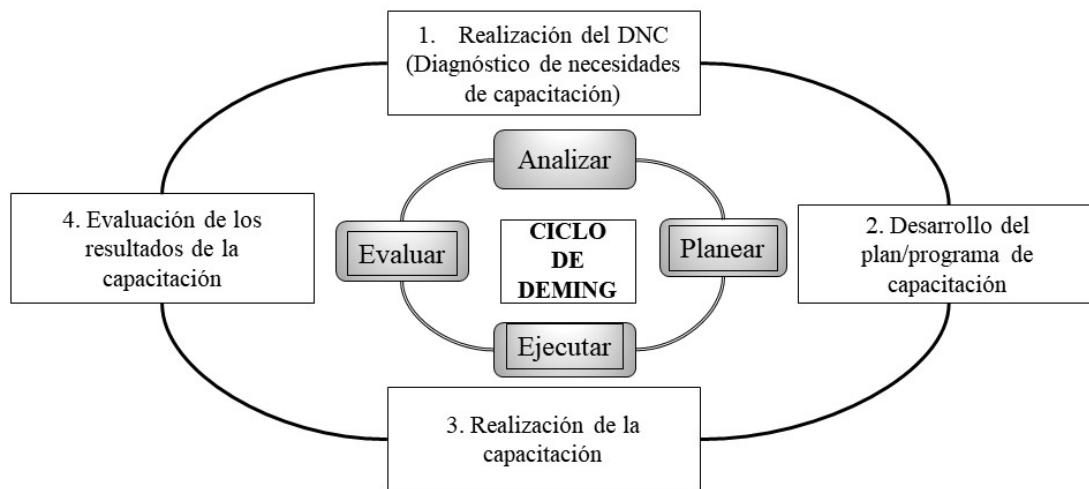 1. Realización del DNC
(Diagnóstico de necesidades
de capacitación)
Analizar
4. Evaluación de los
resultados de la
capacitación
Evaluar
CICLO
DE
DEMING
Planear
2. Desarrollo del
plan/programa de
capacitación
Ejecutar
3. Realización de la
capacitación